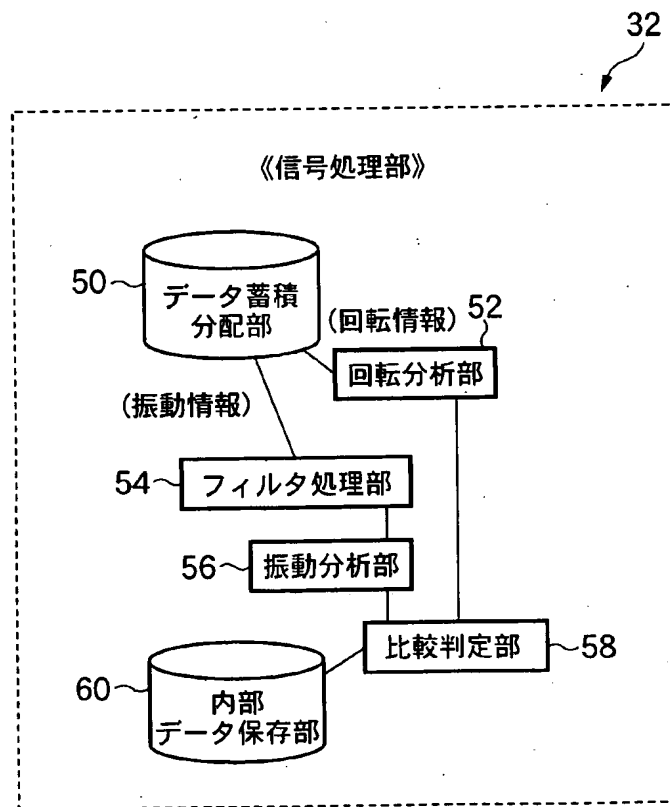 32
《信号処理部》
50
データ蓄積
分配部
(回転情報)
52
回転分析部
(振動情報)
54
フィルタ処理部
56
振動分析部
比較判定部
58
60
内部
データ保存部